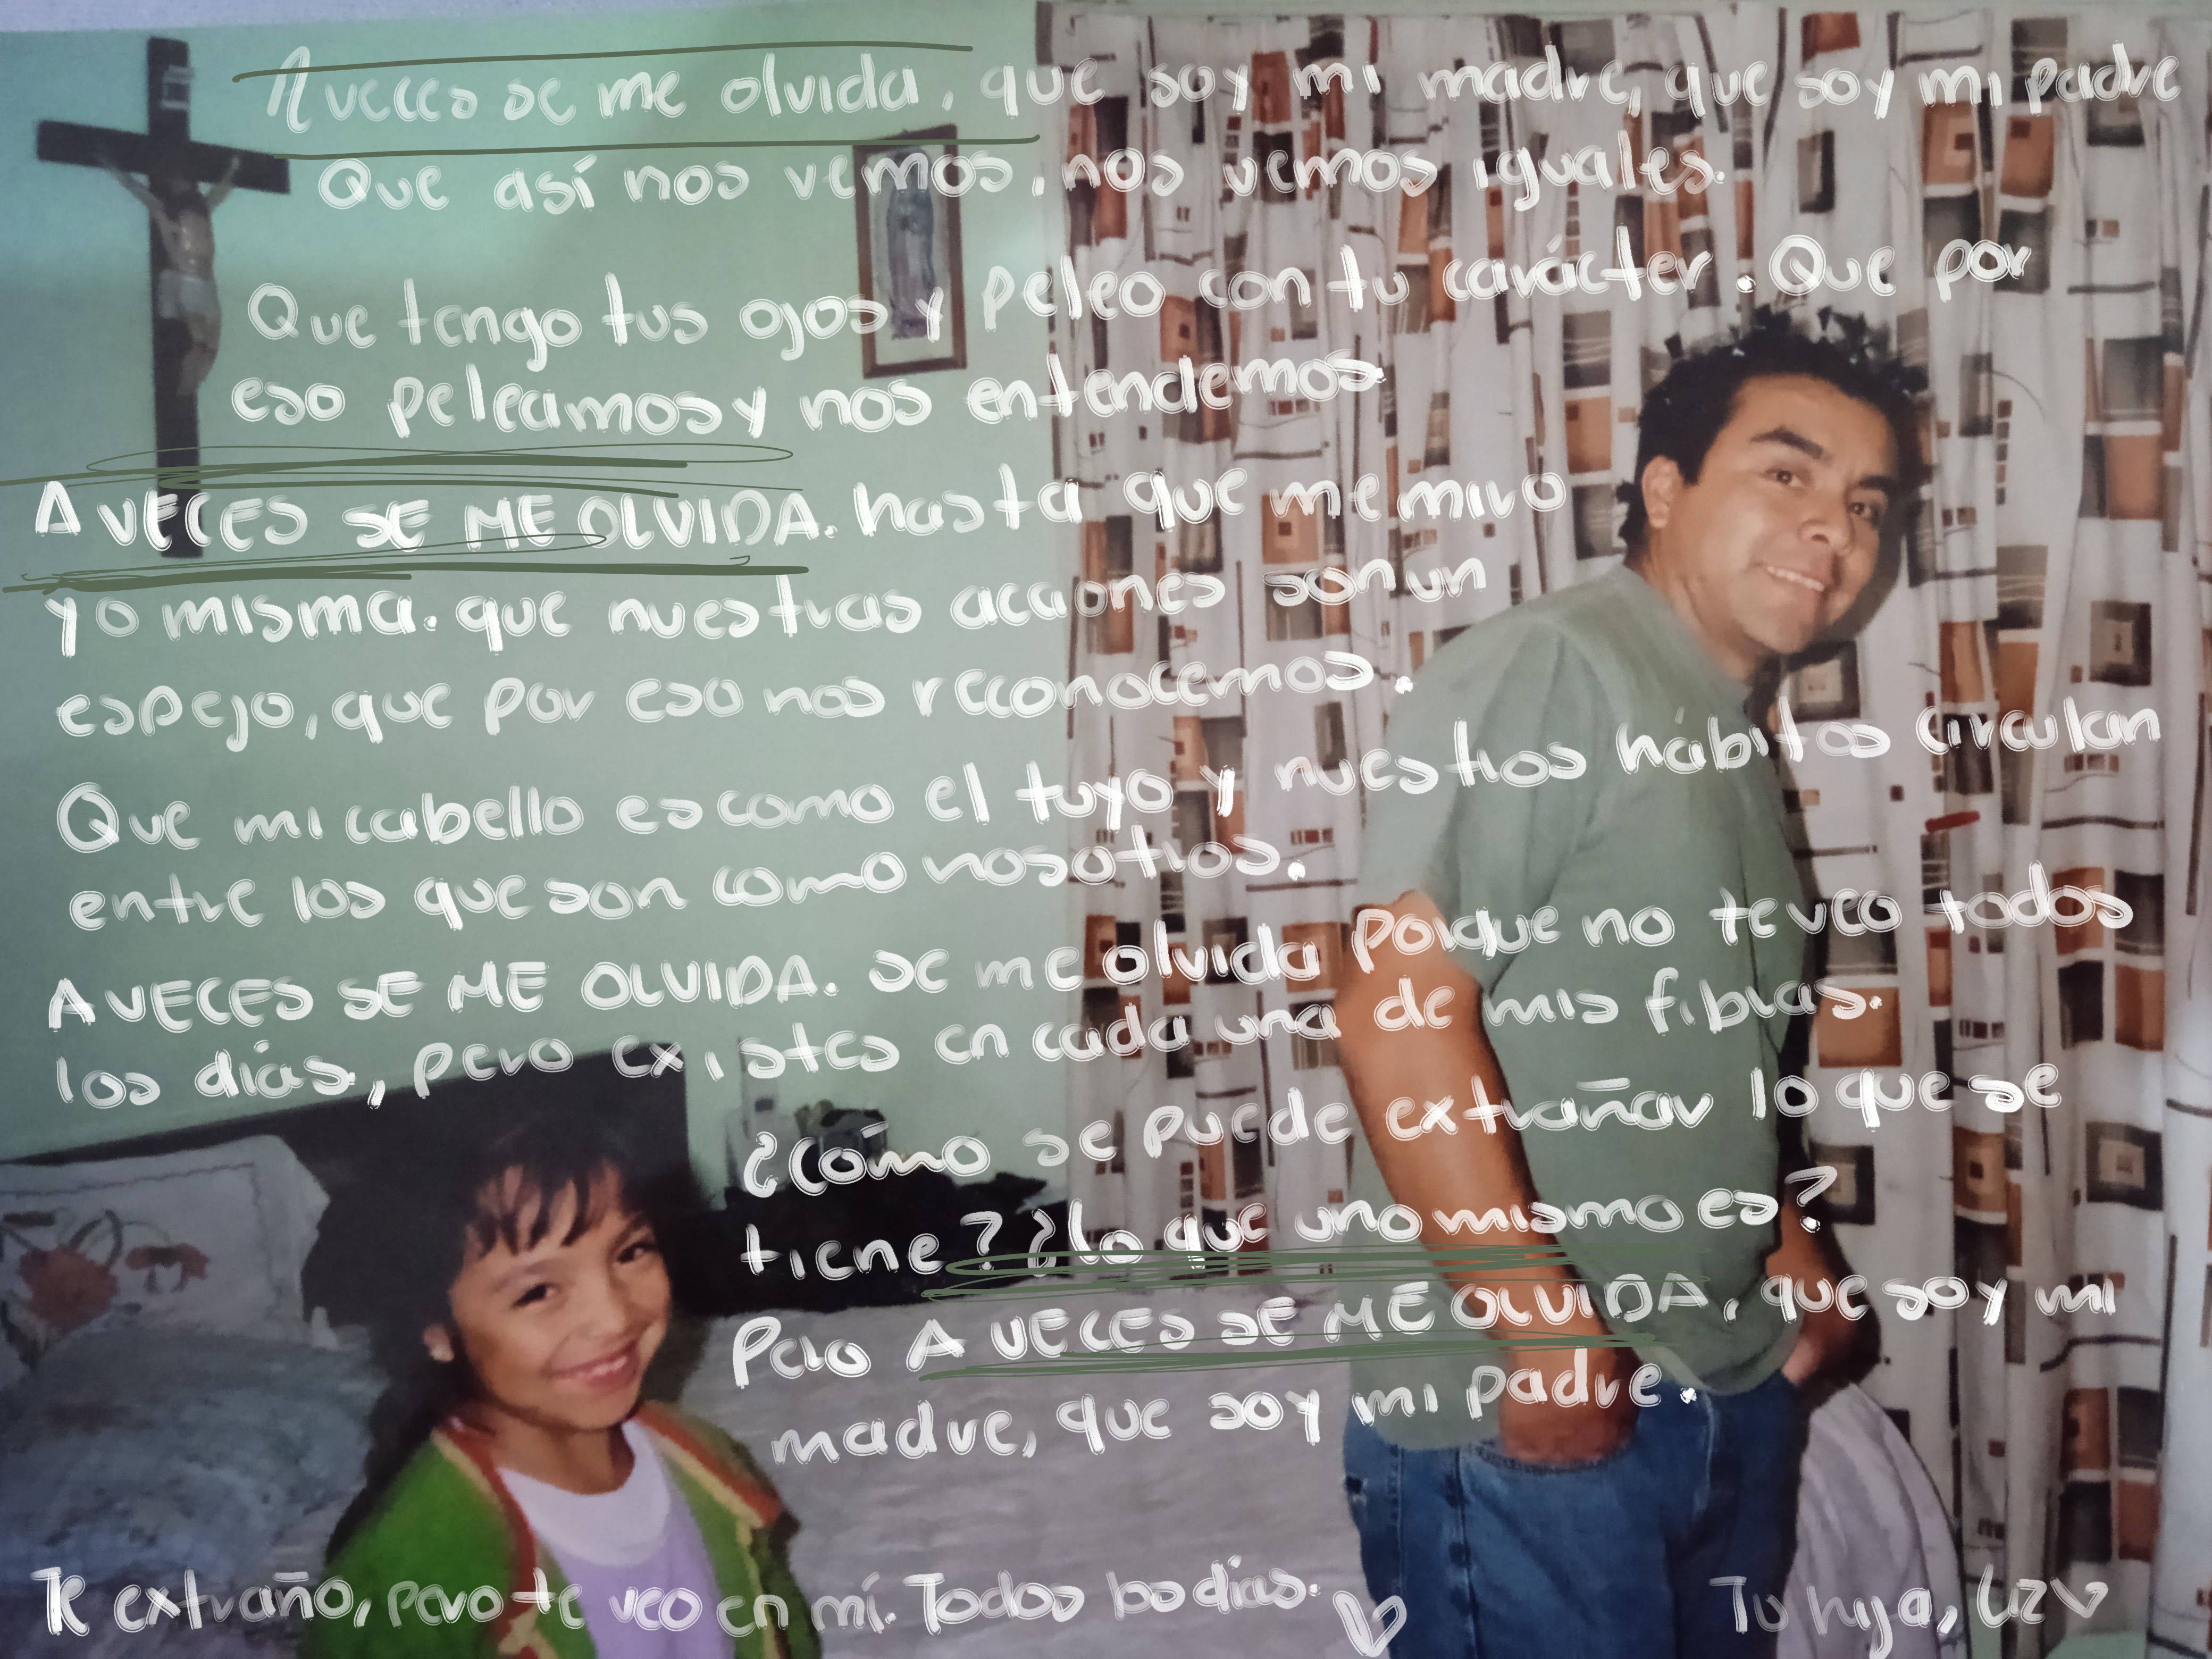 A veces se me olvida, que soy mi madre, que soy mi padre
Que así nos vemos, nos vemos iguales.
Que tengo tus ojos y peleo con tu carácter. Que por
eso peleamos y nos entendemos
A VECES SE ME OLVIDA. hasta que me miro
yo misma. que nuestras acciones son un
espejo, que por eso nos reconocemos.
Que mi cabello es como el tuyo y nuestros hábitos circulan
entre los que son como nosotros.
A VECES SE ME OLVIDA. se me olvida porque no te veo todos
los días, pero existes en cada una de mis fibras.
¿Cómo se puede extrañar lo que se
tiene? ¿lo que uno mismo es?
Pero A VECES SE ME OLVIDA, que soy mi
madre, que soy mi padre.
Te extraño, pero te veo en mí. Todos los días.
Tu hija, Liz